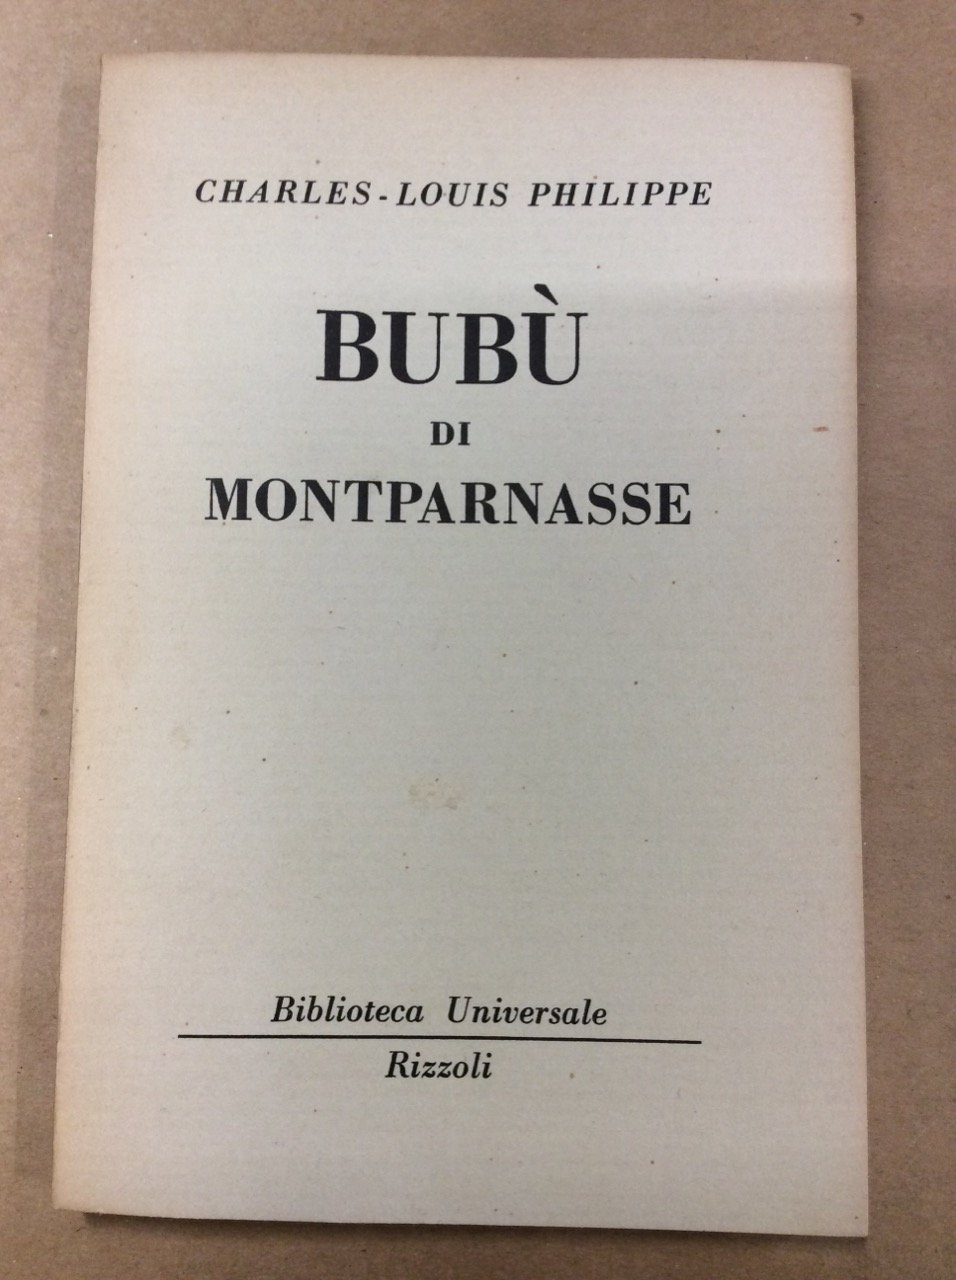 CHARLES-LOUIS PHILIPPE
BUBÙ
DI
MONTPARNASSE
Biblioteca Universale
Rizzoli